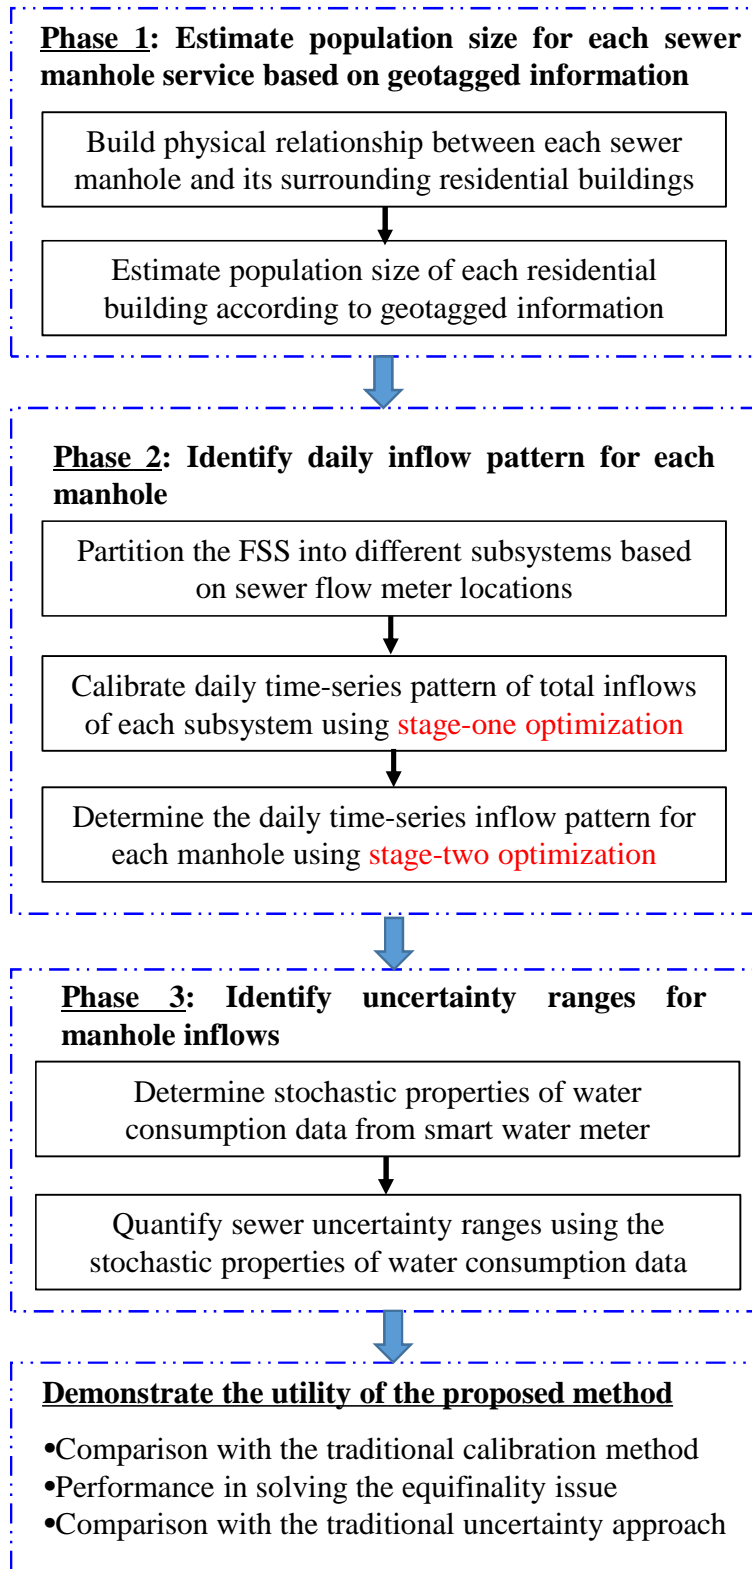 Phase 1: Estimate population size for each sewer
manhole service based on geotagged information
Build physical relationship between each sewer
manhole and its surrounding residential buildings
Estimate population size of each residential
building according to geotagged information
Phase 2: Identify daily inflow pattern for each
manhole
Partition the FSS into different subsystems based
on sewer flow meter locations
Calibrate daily time-series pattern of total inflows
of each subsystem using stage-one optimization
Determine the daily time-series inflow pattern for
each manhole using stage-two optimization
Phase 3: Identify uncertainty ranges for
manhole inflows
Determine stochastic properties of water
consumption data from smart water meter
Quantify sewer uncertainty ranges using the
stochastic properties of water consumption data
Demonstrate the utility of the proposed method
•Comparison with the traditional calibration method
•Performance in solving the equifinality issue
•Comparison with the traditional uncertainty approach